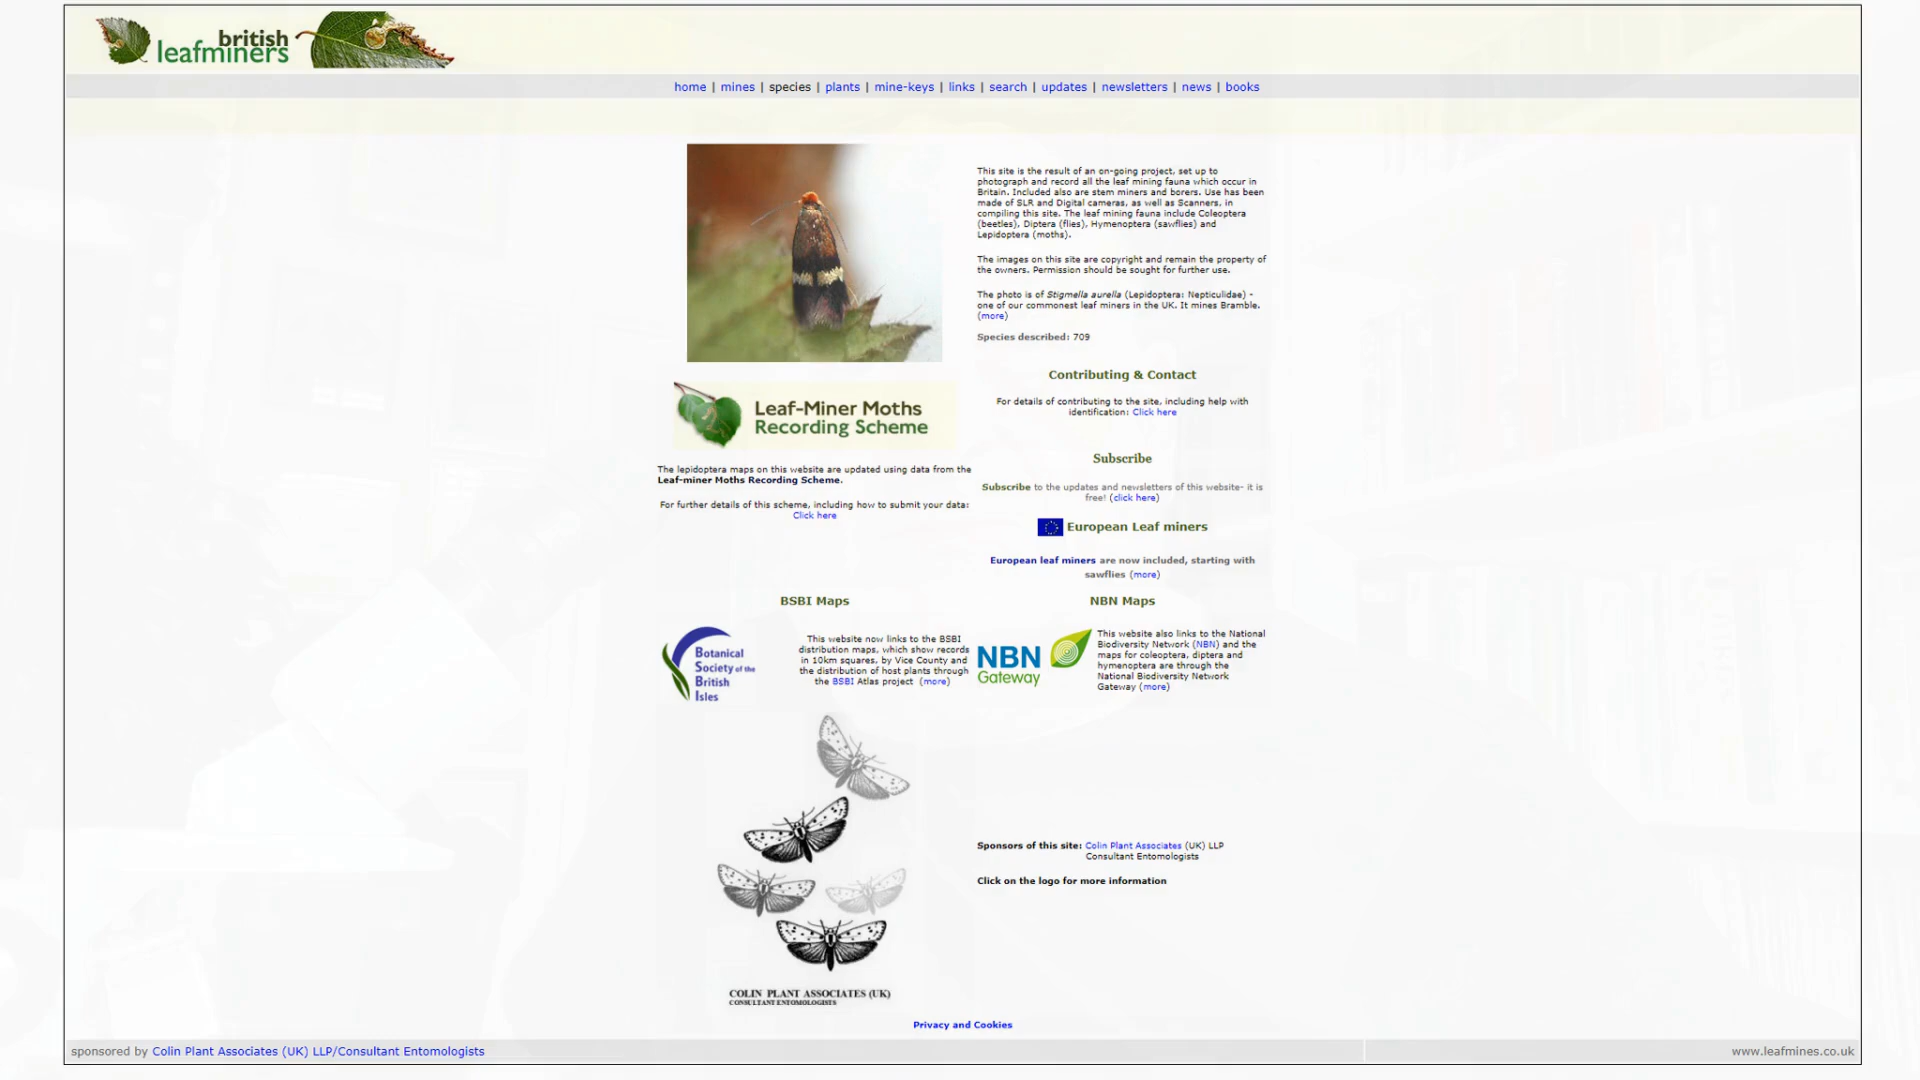 british
leafminers
home | mines | species | plants | mine-keys | links | search | updates | newsletters | news | books
This site is the result of an on-going project, set up to
photograph and record all the leaf mining fauna which occur in
Britain. Included also are stem miners and borers. Use has been
made of SLR and Digital cameras, as well as Scanners, in
compiling this site. The leaf mining fauna include Coleoptera
(beetles), Diptera (flies), Hymenoptera (sawflies) and
Lepidoptera (moths).
The images on this site are copyright and remain the property of
the owners. Permission should be sought for further use.
The photo is of Stigmella aurella (Lepidoptera: Nepticulidae) -
one of our commonest leaf miners in the UK. It mines Bramble.
(more)
Species described: 709
Leaf-Miner Moths
Recording Scheme
The lepidoptera maps on this website are updated using data from the
Leaf-miner Moths Recording Scheme.
For further details of this scheme, including how to submit your data:
Click here
Contributing & Contact
For details of contributing to the site, including help with
identification: Click here
Subscribe
Subscribe to the updates and newsletters of this website- it is
free! (click here)
European Leaf miners
European leaf miners are now included, starting with
sawflies (more)
BSBI Maps
Botanical
Society of the
British
Isles
This website now links to the BSBI
distribution maps, which show records
in 10km squares, by Vice County and
the distribution of host plants through
the BSBI Atlas project (more)
NBN Maps
NBN
Gateway
This website also links to the National
Biodiversity Network (NBN) and the
maps for coleoptera, diptera and
hymenoptera are through the
National Biodiversity Network
Gateway (more)
COLIN PLANT ASSOCIATES (UK)
CONSULTANT ENTOMOLOGISTS
Sponsors of this site: Colin Plant Associates (UK) LLP
Consultant Entomologists
Click on the logo for more information
Privacy and Cookies
sponsored by Colin Plant Associates (UK) LLP/Consultant Entomologists
www.leafmines.co.uk